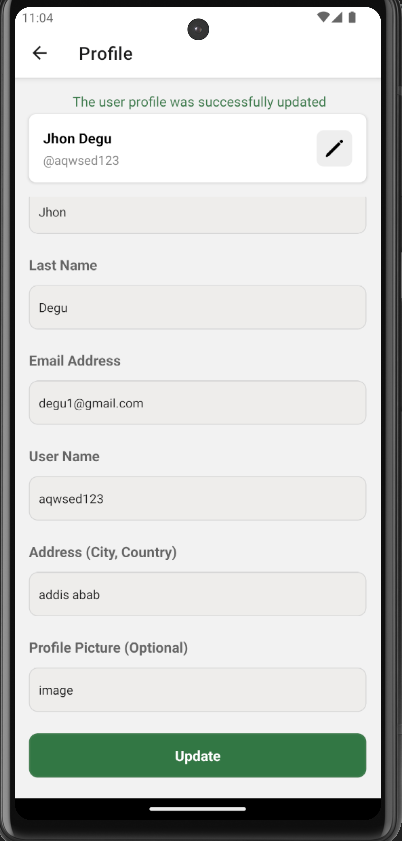 11:04
Profile
The user profile was successfully updated
Jhon Degu
@aqwsed123
Jhon
Last Name
Degu
Email Address
degu1@gmail.com
User Name
aqwsed123
Address (City, Country)
addis abab
Profile Picture (Optional)
image
Update